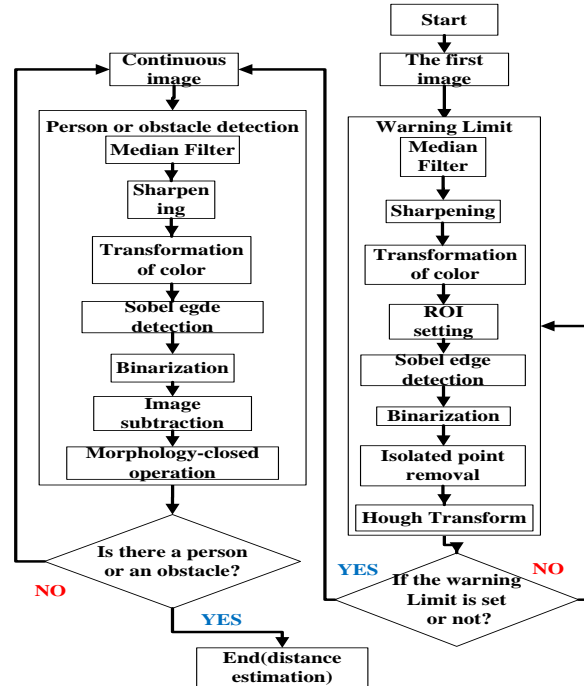 Start
The first
image
Warning Limit
Median
Filter
Sharpening
Transformation
of color
ROI
setting
Sobel edge
detection
Binarization
Isolated point
removal
Hough Transform
If the warning
Limit is set
or not?
YES
NO
Continuous
image
Person or obstacle detection
Median Filter
Sharpen
ing
Transformation
of color
Sobel egde
detection
Binarization
Image
subtraction
Morphology-closed
operation
Is there a person
or an obstacle?
NO
YES
End(distance
estimation)